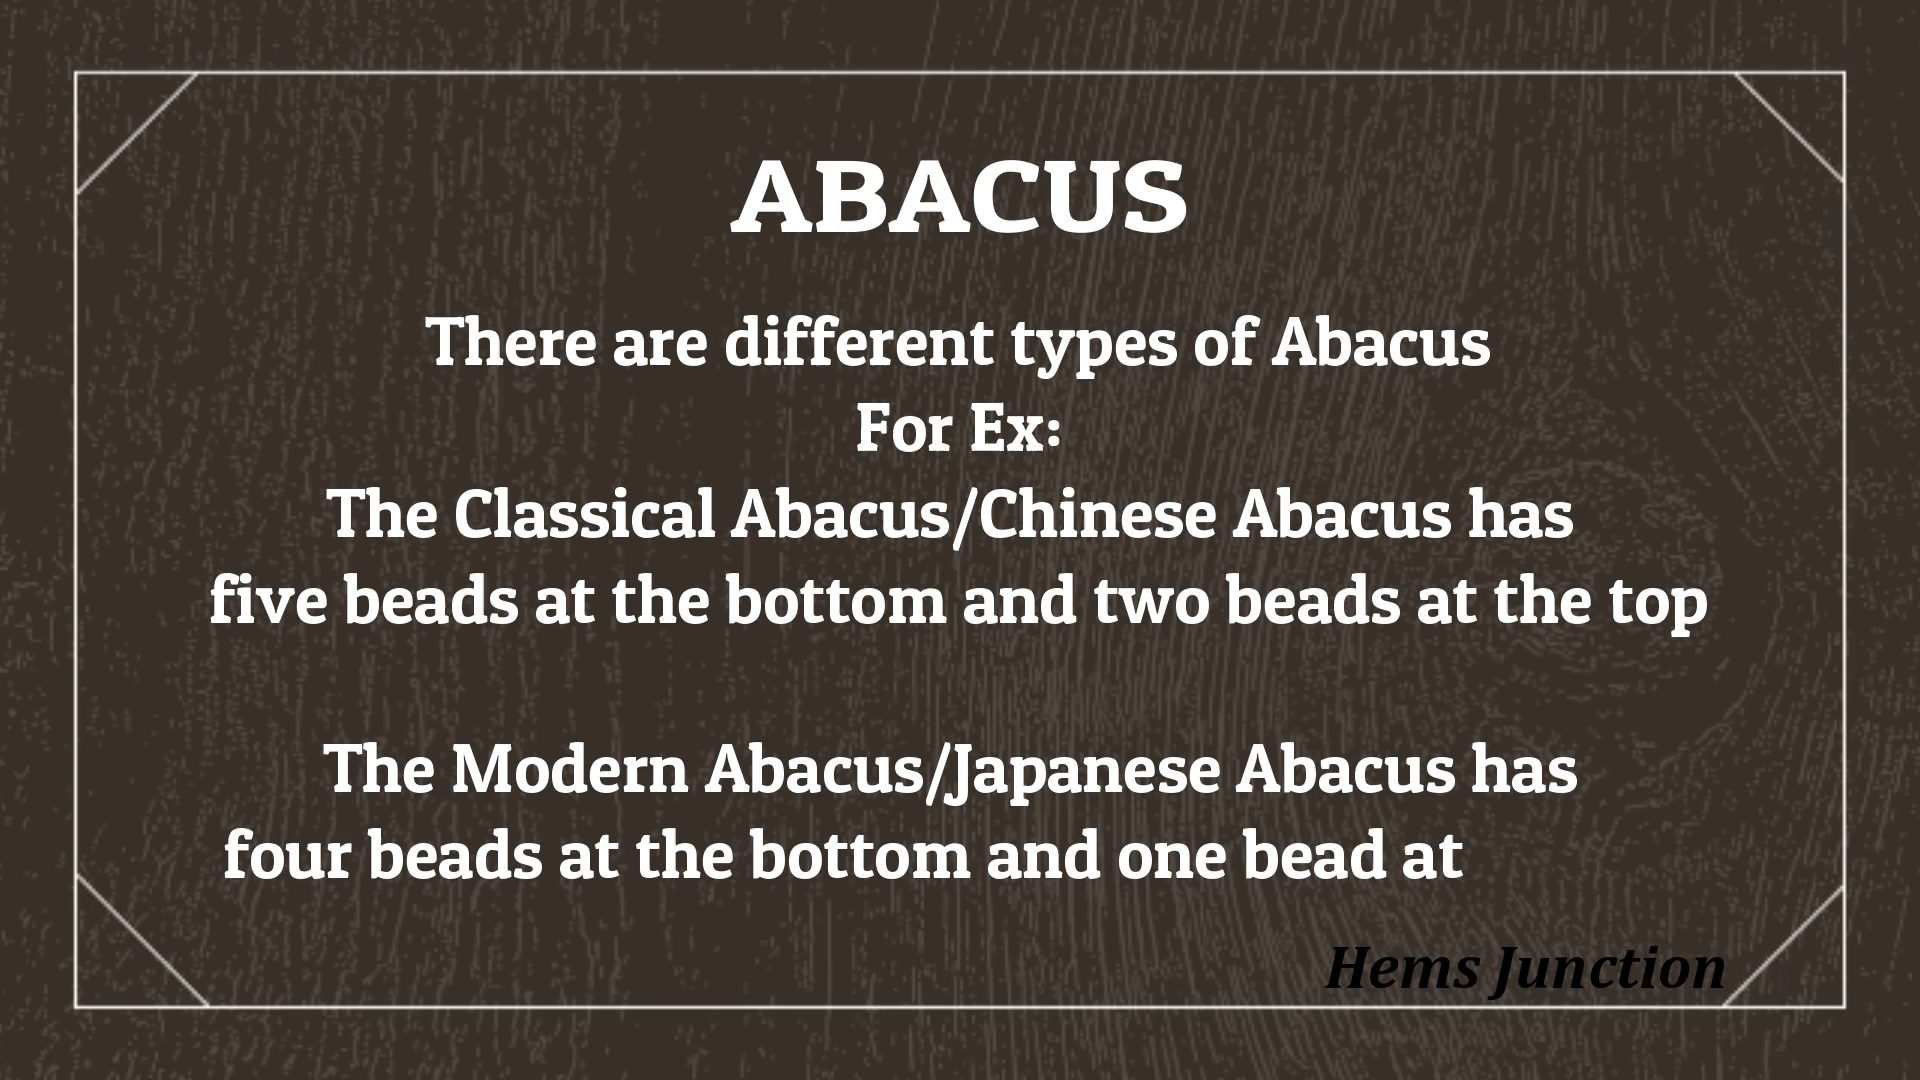 ABACUS
There are different types of Abacus
For Ex:
The Classical Abacus/Chinese Abacus has
five beads at the bottom and two beads at the top
The Modern Abacus/Japanese Abacus has
four beads at the bottom and one bead at
Hems Junction